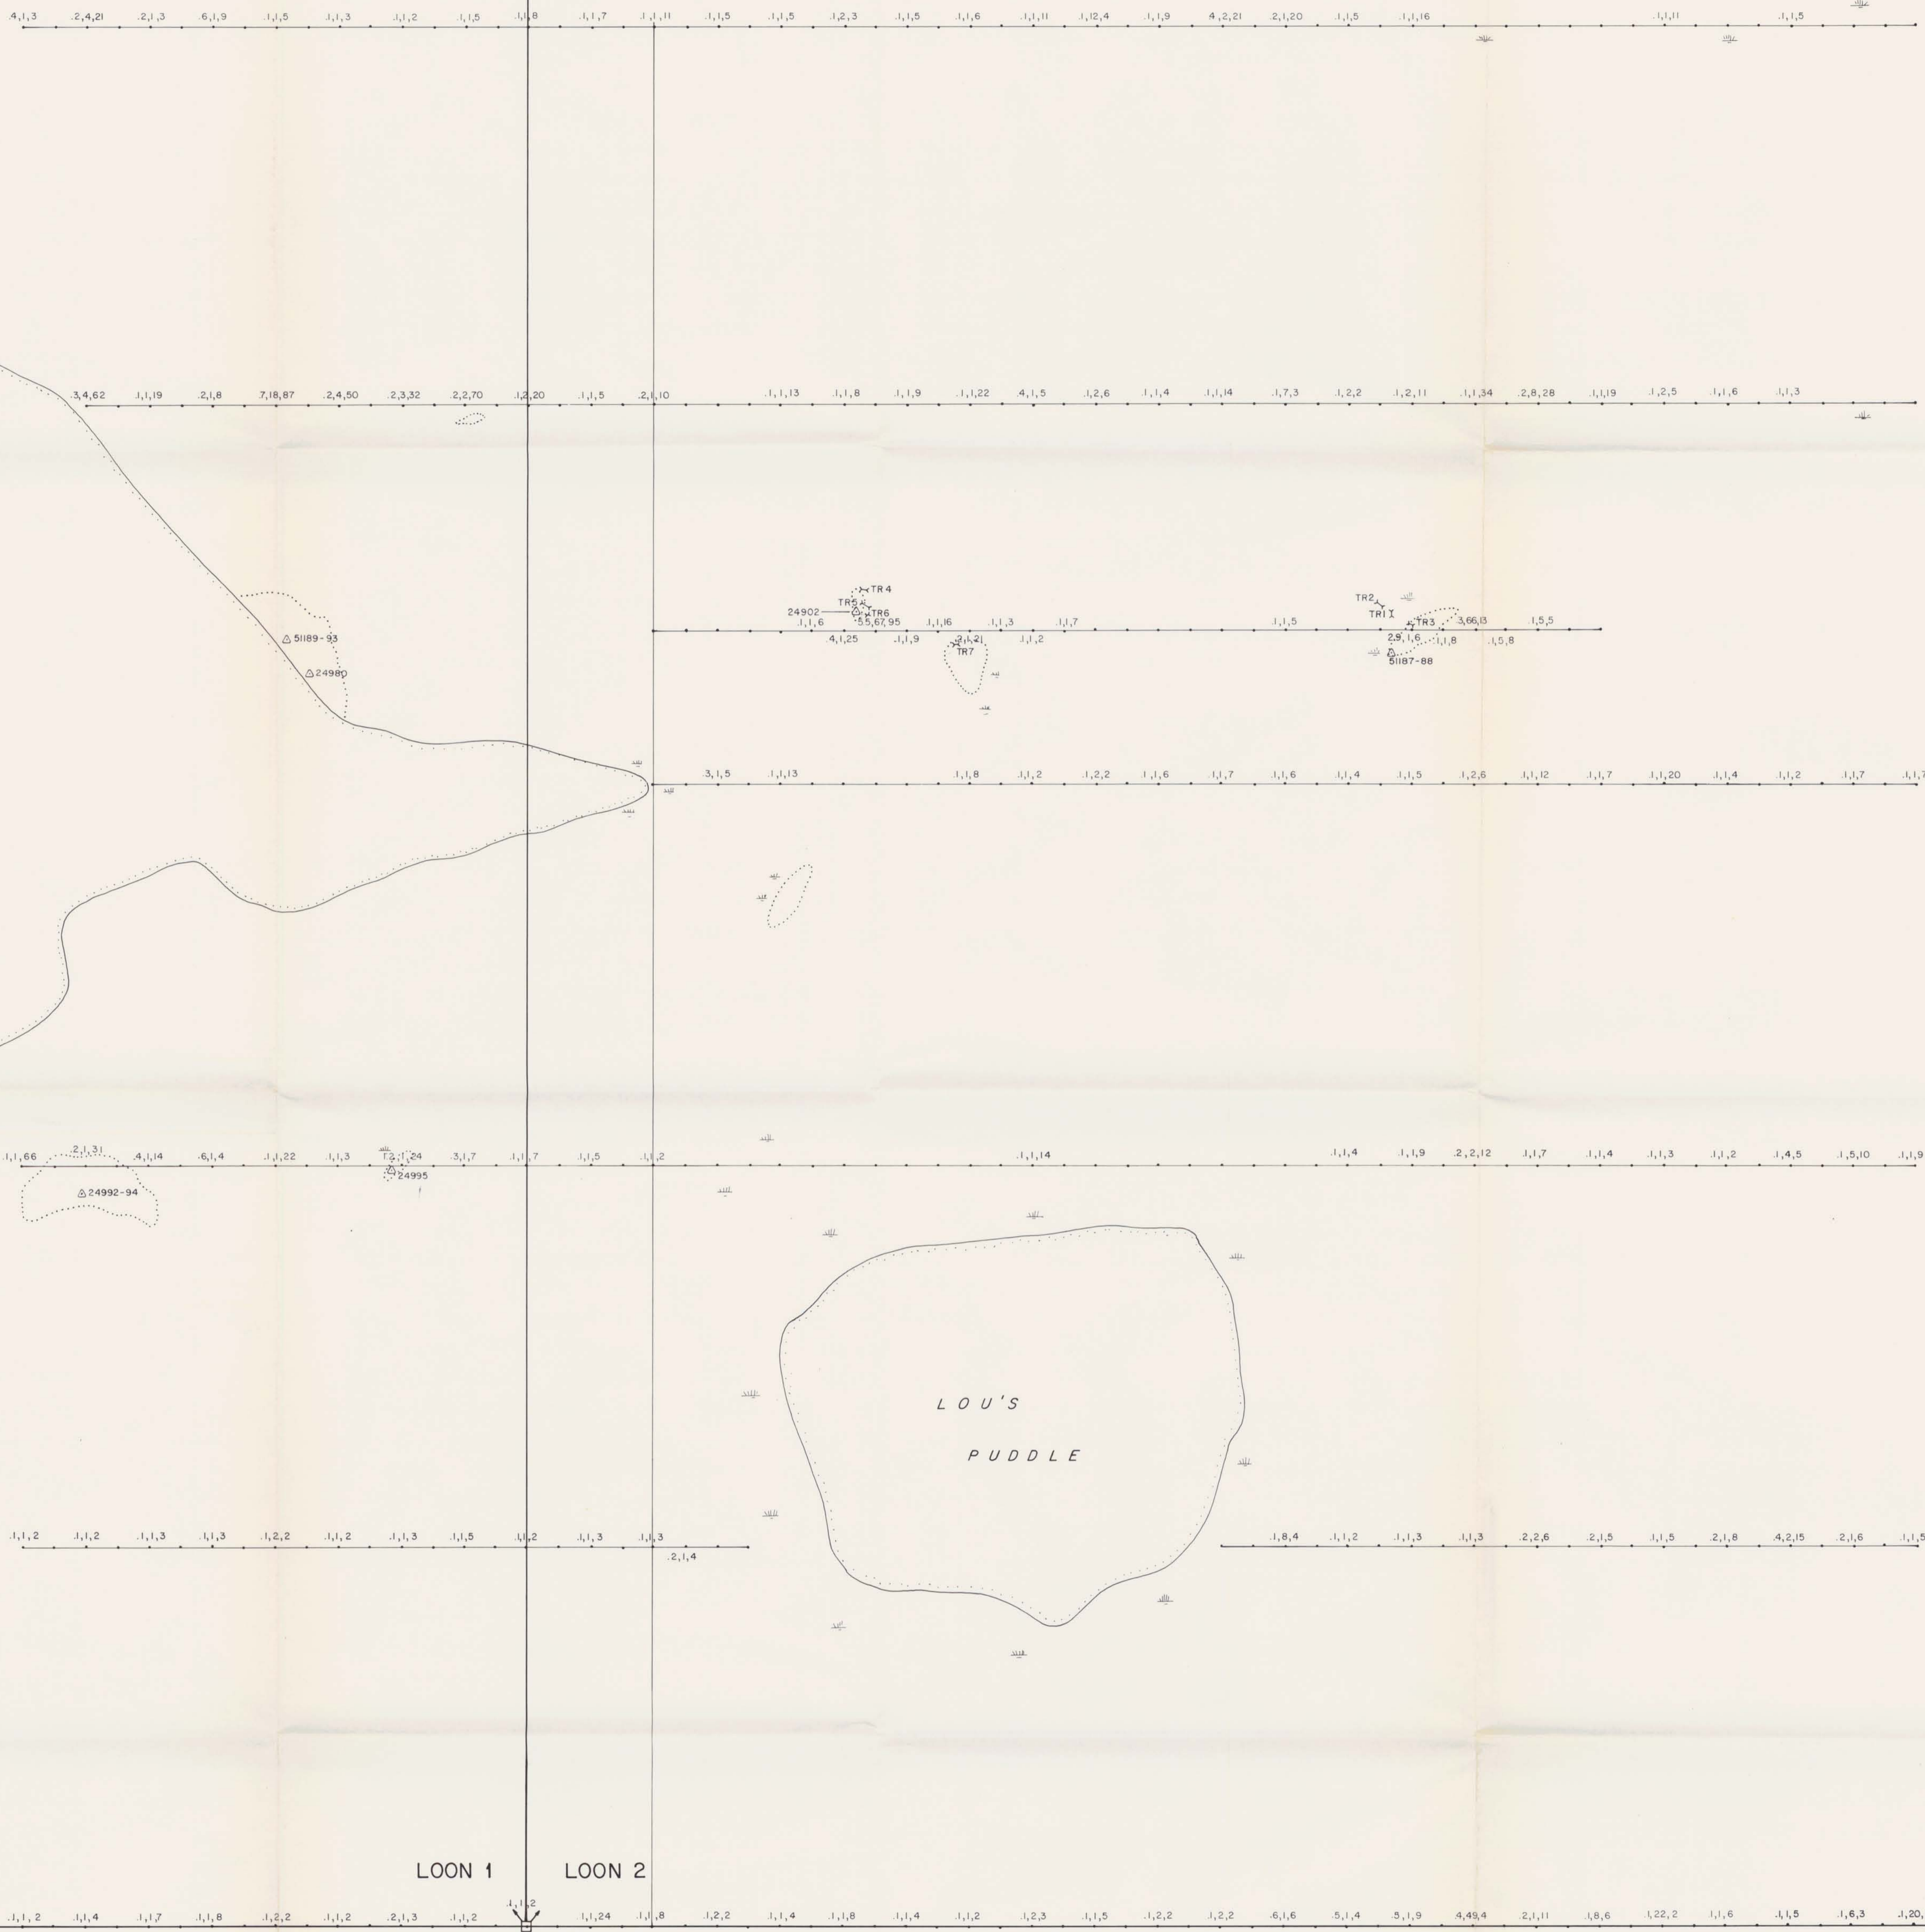 .4,1,3 .2,4,21 .2,1,3 .6,1,9 .1,1,5 .1,1,3 .1,1,2 .1,1,5 .1,1,8 .1,1,7 .1,1,11 .1,1,5 .1,1,5 .1,2,3 .1,1,5 .1,1,6 .1,1,11 .1,12,4 .1,1,9 .4,2,21 .2,1,20 .1,1,5 .1,1,16 .1,1,11 .1,1,5
.3,4,62 .1,1,19 .2,1,8 .7,18,87 .2,4,50 .2,3,32 .2,2,70 .1,2,20 .1,1,5 .2,1,10 .1,1,13 .1,1,8 .1,1,9 .1,1,22 .4,1,5 .1,2,6 .1,1,4 .1,1,14 .1,7,3 .1,2,2 .1,2,11 .1,1,34 .2,8,28 .1,1,19 .1,2,5 .1,1,6 .1,1,3
TR4
TR5
24902
TR6
TR2
TR1
TR3
.1,1,6 5.5,67,95 .1,1,16 .1,1,3 .1,1,7 .1,1,5 .3,66,13 .1,5,5
.4,1,25 .1,1,9 .2,1,21 .1,1,2 2.9,1,6 .1,1,8 .1,5,8
TR7
51187-88
51189-93
24980
.3,1,5 .1,1,13 .1,1,8 .1,1,2 .2,2,2 .1,1,6 .1,1,7 .1,1,6 .1,1,4 .1,1,5 .1,2,6 .1,1,12 .1,1,7 .1,1,20 .1,1,4 .1,1,2 .1,1,7 .1,1,7
.1,1,66 .2,1,31 .4,1,14 .6,1,4 .1,1,22 .1,1,3 1.2,1,24 .3,1,7 .1,1,7 .1,1,5 .1,1,2 .1,1,14 .1,1,4 .1,1,9 .2,2,12 .1,1,7 .1,1,4 .1,1,3 .1,1,2 .1,4,5 .1,5,10 .1,1,9
24995
24992-94
LOU'S
PUDDLE
.1,1,2 .1,1,2 .1,1,3 .1,1,3 .1,2,2 .1,1,2 .1,1,3 .1,1,5 .1,1,2 .1,1,3 .1,1,3 .1,8,4 .1,1,2 .1,1,3 .1,1,3 .2,2,6 .2,1,5 .1,1,5 .2,1,8 .4,2,15 .2,1,6 .1,1,5
.2,1,4
LOON 1 LOON 2
.1,1,2
.1,1,2 .1,1,4 .1,1,7 .1,1,8 .1,2,2 .1,1,2 .2,1,3 .1,1,2 .1,1,24 .1,1,8 .1,2,2 .1,1,4 .1,1,8 .1,1,4 .1,1,2 .1,2,3 .1,1,5 .1,2,2 .1,2,2 .6,1,6 .5,1,4 .5,1,9 .4,49,4 .2,1,11 .1,8,6 .1,22,2 .1,1,6 .1,1,5 .1,6,3 .1,20,